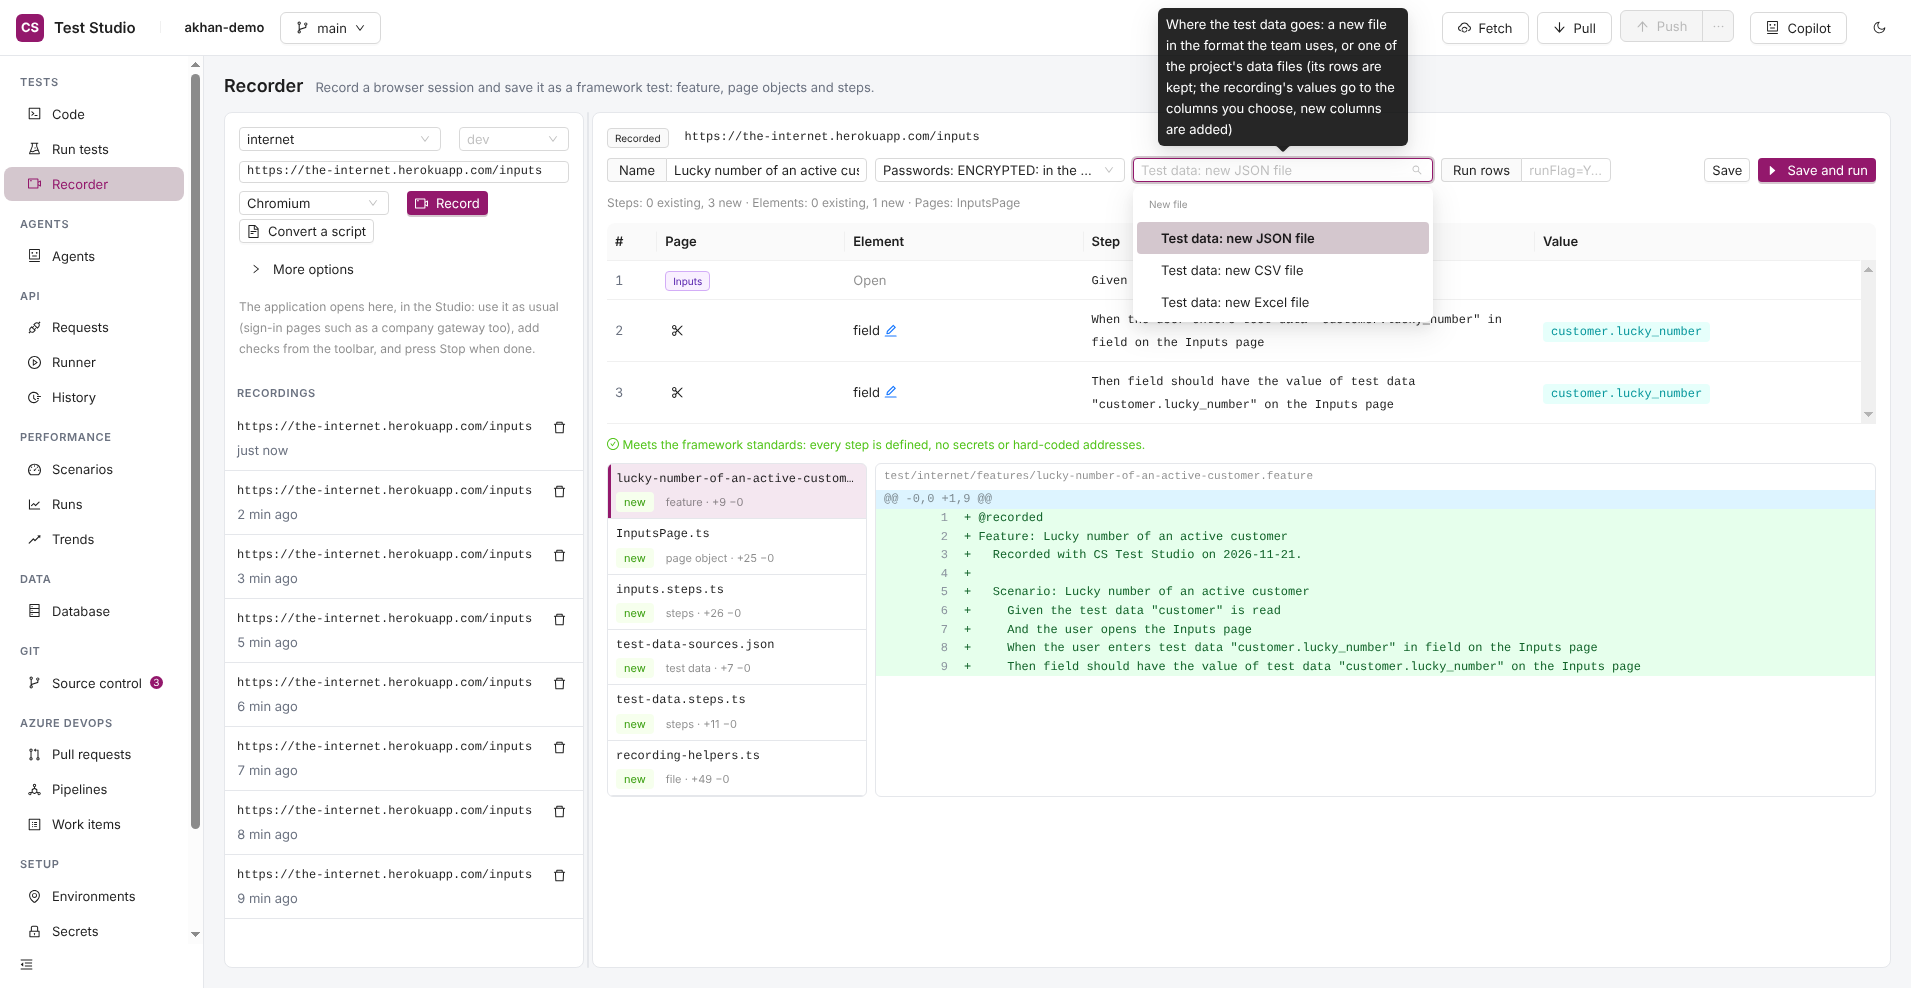 CS Test Studio akhan-demo main Fetch Pull Push ··· Copilot
Where the test data goes: a new file
in the format the team uses, or one of
the project's data files (its rows are
kept; the recording's values go to the
columns you choose, new columns
are added)
TESTS
Code
Run tests
Recorder
AGENTS
Agents
API
Requests
Runner
History
PERFORMANCE
Scenarios
Runs
Trends
DATA
Database
GIT
Source control 3
AZURE DEVOPS
Pull requests
Pipelines
Work items
SETUP
Environments
Secrets
Recorder Record a browser session and save it as a framework test: feature, page objects and steps.
internet dev
https://the-internet.herokuapp.com/inputs
Chromium Record
Convert a script
More options
The application opens here, in the Studio: use it as usual
(sign-in pages such as a company gateway too), add
checks from the toolbar, and press Stop when done.
RECORDINGS
https://the-internet.herokuapp.com/inputs
just now
https://the-internet.herokuapp.com/inputs
2 min ago
https://the-internet.herokuapp.com/inputs
3 min ago
https://the-internet.herokuapp.com/inputs
5 min ago
https://the-internet.herokuapp.com/inputs
6 min ago
https://the-internet.herokuapp.com/inputs
7 min ago
https://the-internet.herokuapp.com/inputs
8 min ago
https://the-internet.herokuapp.com/inputs
9 min ago
Recorded https://the-internet.herokuapp.com/inputs
Name Lucky number of an active cus Passwords: ENCRYPTED: in the ... Test data: new JSON file Run rows runFlag=Y... Save Save and run
Steps: 0 existing, 3 new · Elements: 0 existing, 1 new · Pages: InputsPage
New file
Test data: new JSON file
Test data: new CSV file
Test data: new Excel file
# Page Element Step Value
1 Inputs Open Given
2 field When the user enters test data "customer.lucky_number" in customer.lucky_number
field on the Inputs page
3 field Then field should have the value of test data customer.lucky_number
"customer.lucky_number" on the Inputs page
Meets the framework standards: every step is defined, no secrets or hard-coded addresses.
lucky-number-of-an-active-custom…
new feature · +9 −0
InputsPage.ts
new page object · +25 −0
inputs.steps.ts
new steps · +26 −0
test-data-sources.json
new test data · +7 −0
test-data.steps.ts
new steps · +11 −0
recording-helpers.ts
new file · +49 −0
test/internet/features/lucky-number-of-an-active-customer.feature
@@ -0,0 +1,9 @@
1 + @recorded
2 + Feature: Lucky number of an active customer
3 + Recorded with CS Test Studio on 2026-11-21.
4 +
5 + Scenario: Lucky number of an active customer
6 + Given the test data "customer" is read
7 + And the user opens the Inputs page
8 + When the user enters test data "customer.lucky_number" in field on the Inputs page
9 + Then field should have the value of test data "customer.lucky_number" on the Inputs page